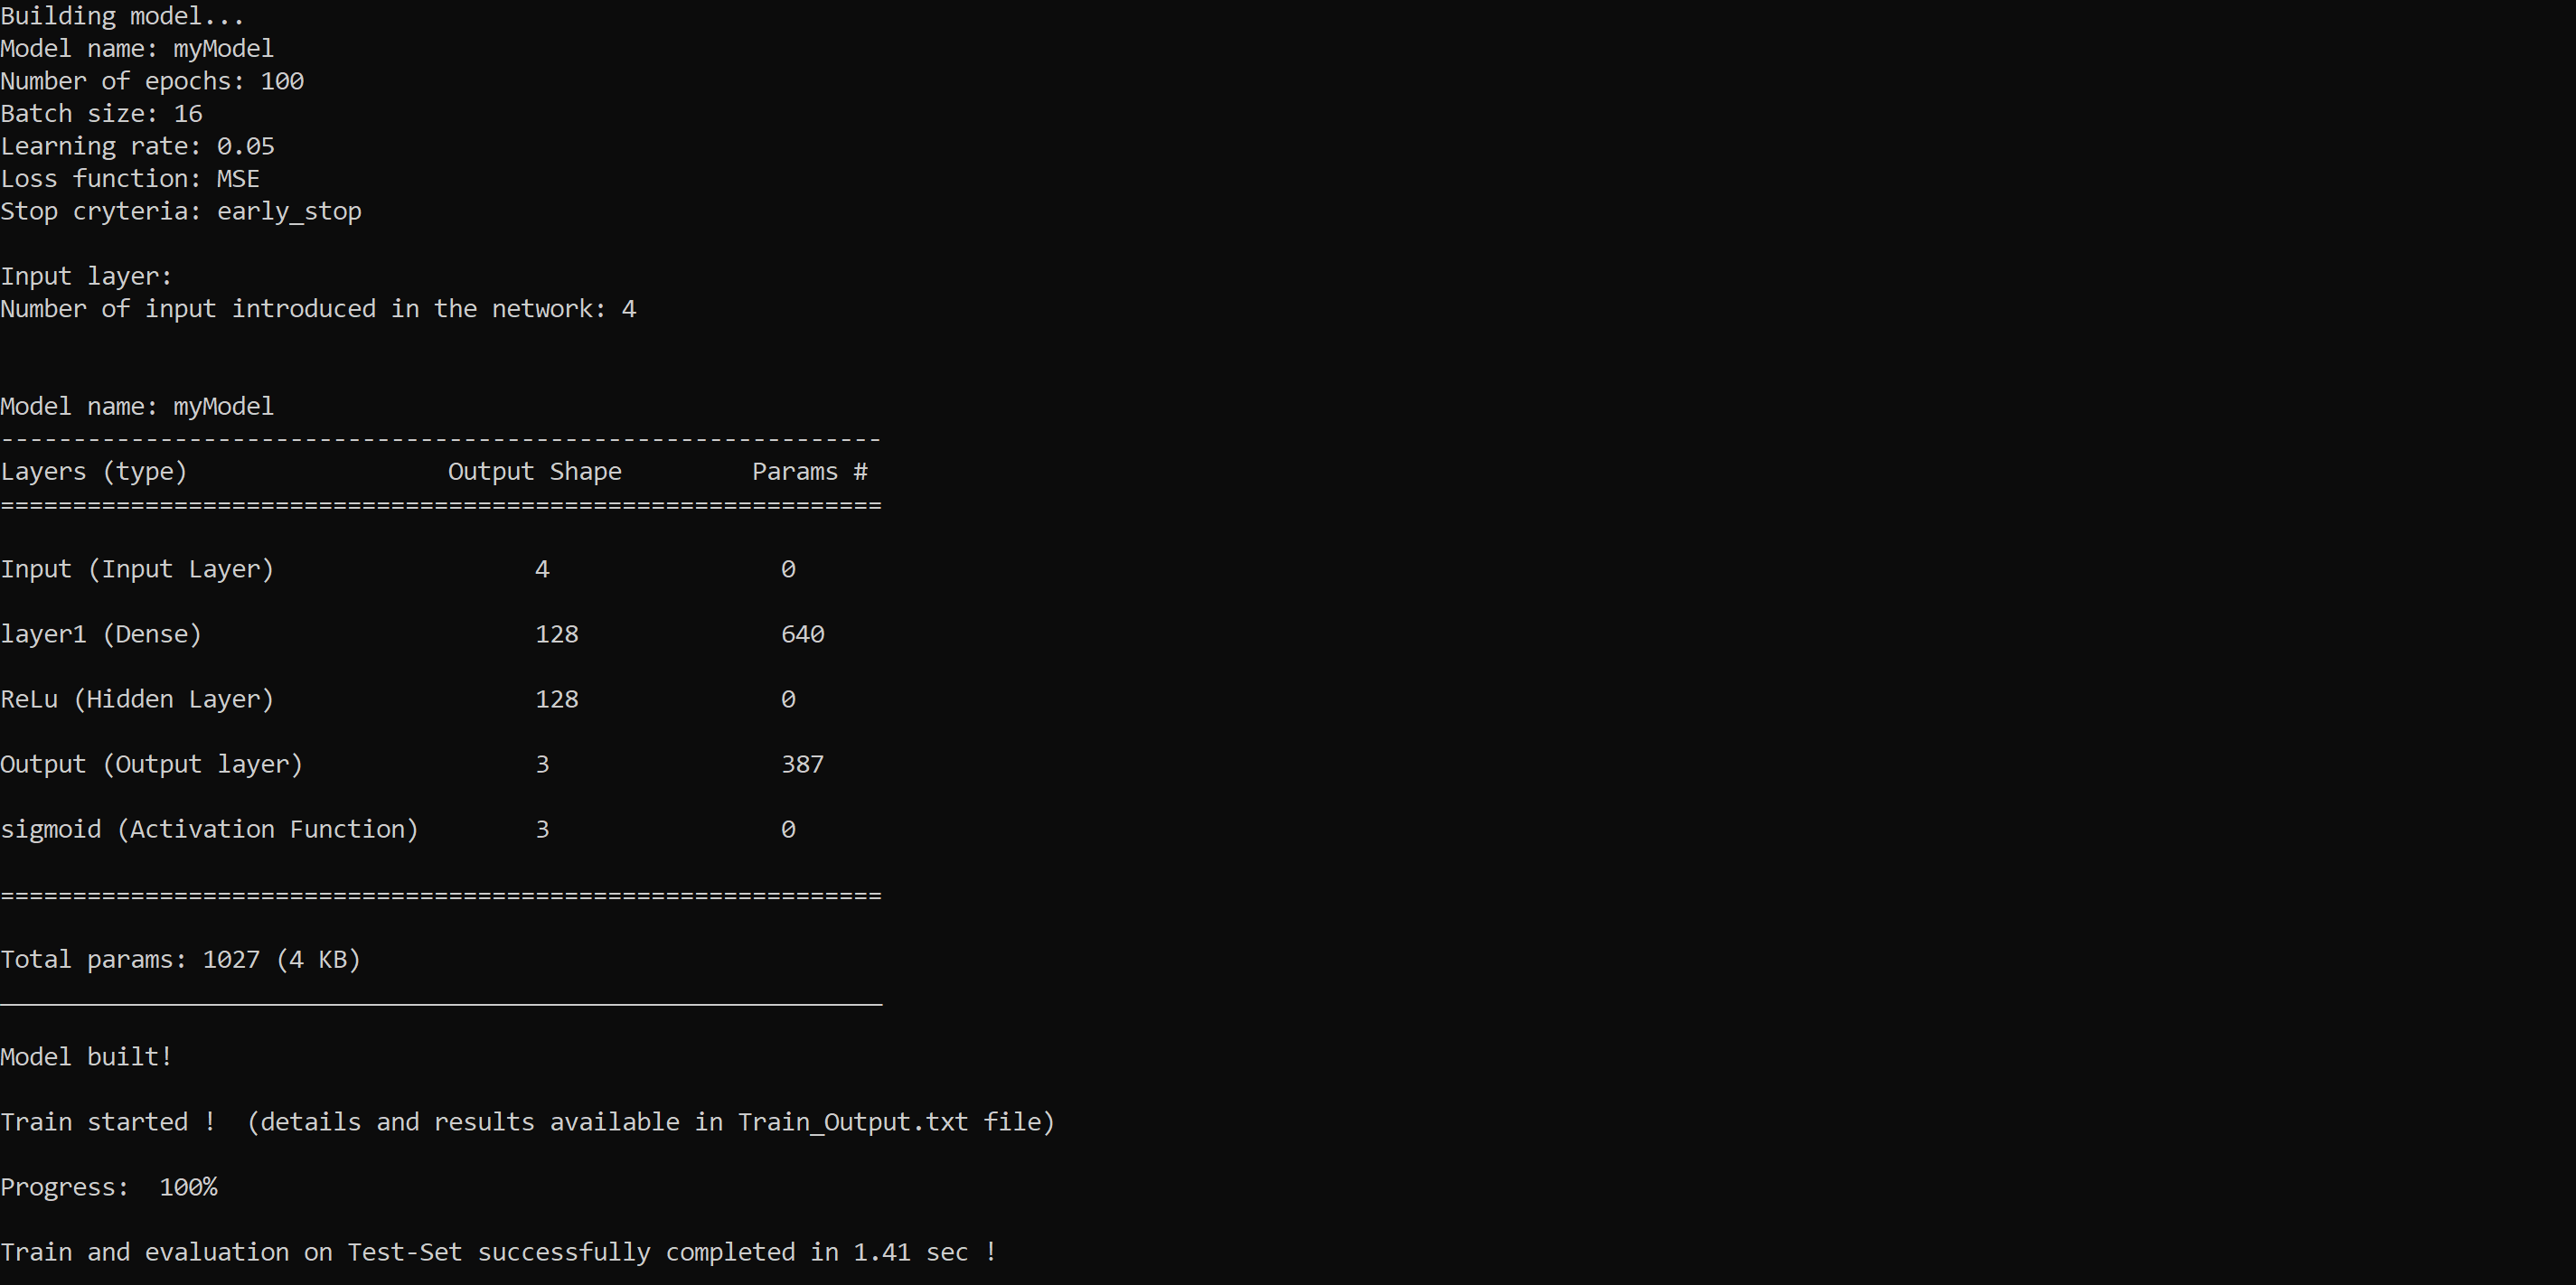 Building model...
Model name: myModel
Number of epochs: 100
Batch size: 16
Learning rate: 0.05
Loss function: MSE
Stop cryteria: early_stop
Input layer:
Number of input introduced in the network: 4
Model name: myModel
-------------------------------------------------------------
Layers (type)                  Output Shape         Params #
=============================================================
Input (Input Layer)                  4                0
layer1 (Dense)                       128              640
ReLu (Hidden Layer)                  128              0
Output (Output layer)                3                387
sigmoid (Activation Function)        3                0
=============================================================
Total params: 1027 (4 KB)
_____________________________________________________________
Model built!
Train started !  (details and results available in Train_Output.txt file)
Progress:  100%
Train and evaluation on Test-Set successfully completed in 1.41 sec !